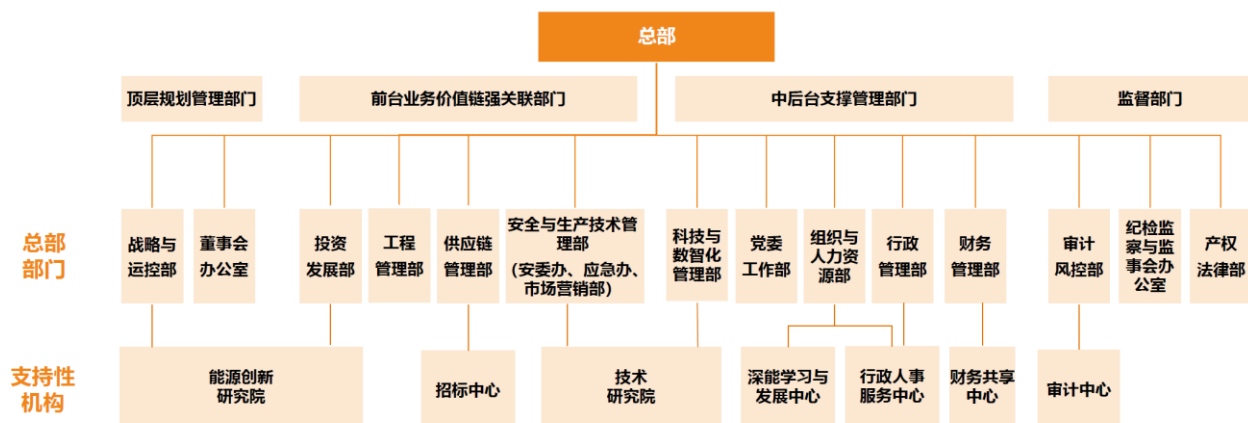 总部
顶层规划管理部门
前台业务价值链强关联部门
中后台支撑管理部门
监督部门
总部
部门
战略与
运控部
董事会
办公室
投资
发展部
工程
管理部
供应链
管理部
安全与生产技术管
理部
（安委办、应急办、
市场营销部）
科技与
数智化
管理部
党委
工作部
组织与
人力资
源部
行政
管理部
财务
管理部
审计
风控部
纪检监
察与监
事会办
公室
产权
法律部
支持性
机构
能源创新
研究院
招标中心
技术
研究院
深能学习与
发展中心
行政人事
服务中心
财务共享
中心
审计中心